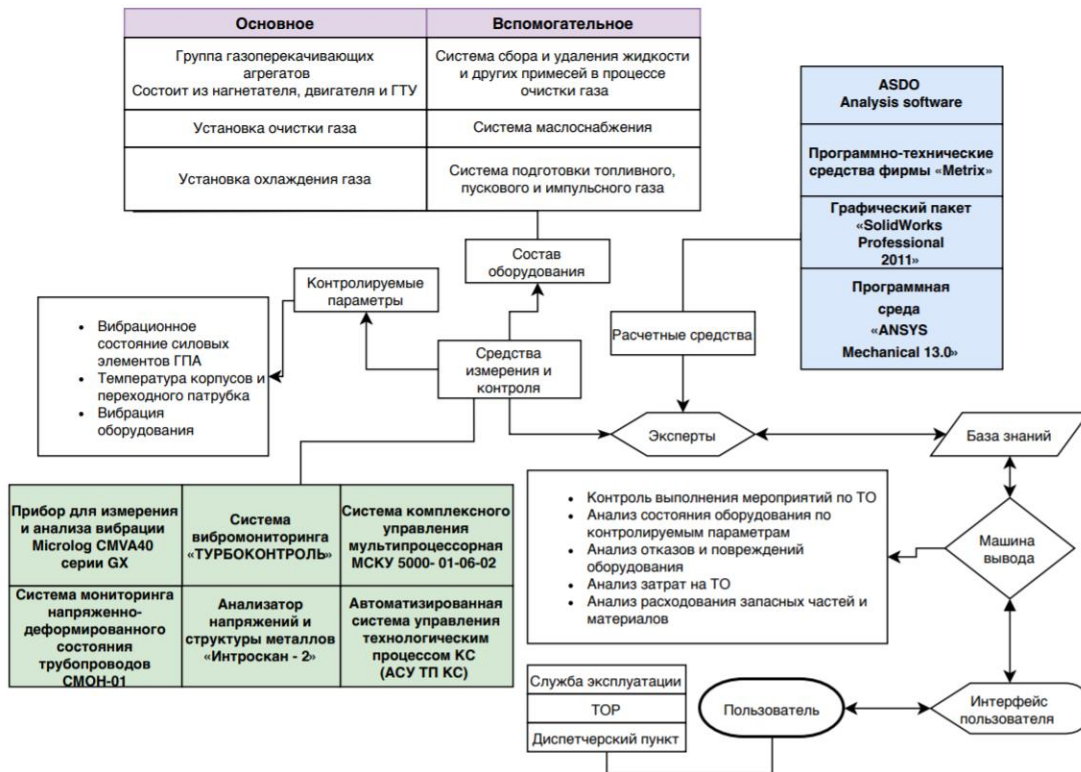 Основное
Вспомогательное
Группа газоперекачивающих
агрегатов
Состоит из нагнетателя, двигателя и ГТУ
Система сбора и удаления жидкости
и других примесей в процессе
очистки газа
Установка очистки газа
Система маслоснабжения
Установка охлаждения газа
Система подготовки топливного,
пускового и импульсного газа
ASDO
Analysis software
Программно-технические
средства фирмы «Metrix»
Графический пакет
«SolidWorks
Professional
2011»
Программная
среда
«ANSYS
Mechanical 13.0»
Состав
оборудования
Контролируемые
параметры
• Вибрационное
состояние силовых
элементов ГПА
• Температура корпусов и
переходного патрубка
• Вибрация
оборудования
Средства
измерения и
контроля
Расчетные средства
Эксперты
База знаний
Прибор для измерения
и анализа вибрации
Microlog CMVA40
серии GX
Система
вибромониторинга
«ТУРБОКОНТРОЛЬ»
Система комплексного
управления
мультипроцессорная
МСКУ 5000- 01-06-02
Система мониторинга
напряженно-
деформированного
состояния
трубопроводов
СМОН-01
Анализатор
напряжений и
структуры металлов
«Интроскан - 2»
Автоматизированная
система управления
технологическим
процессом КС
(АСУ ТП КС)
• Контроль выполнения мероприятий по ТО
• Анализ состояния оборудования по
контролируемым параметрам
• Анализ отказов и повреждений
оборудования
• Анализ затрат на ТО
• Анализ расходования запасных частей и
материалов
Машина
вывода
Служба эксплуатации
ТОР
Диспетчерский пункт
Пользователь
Интерфейс
пользователя